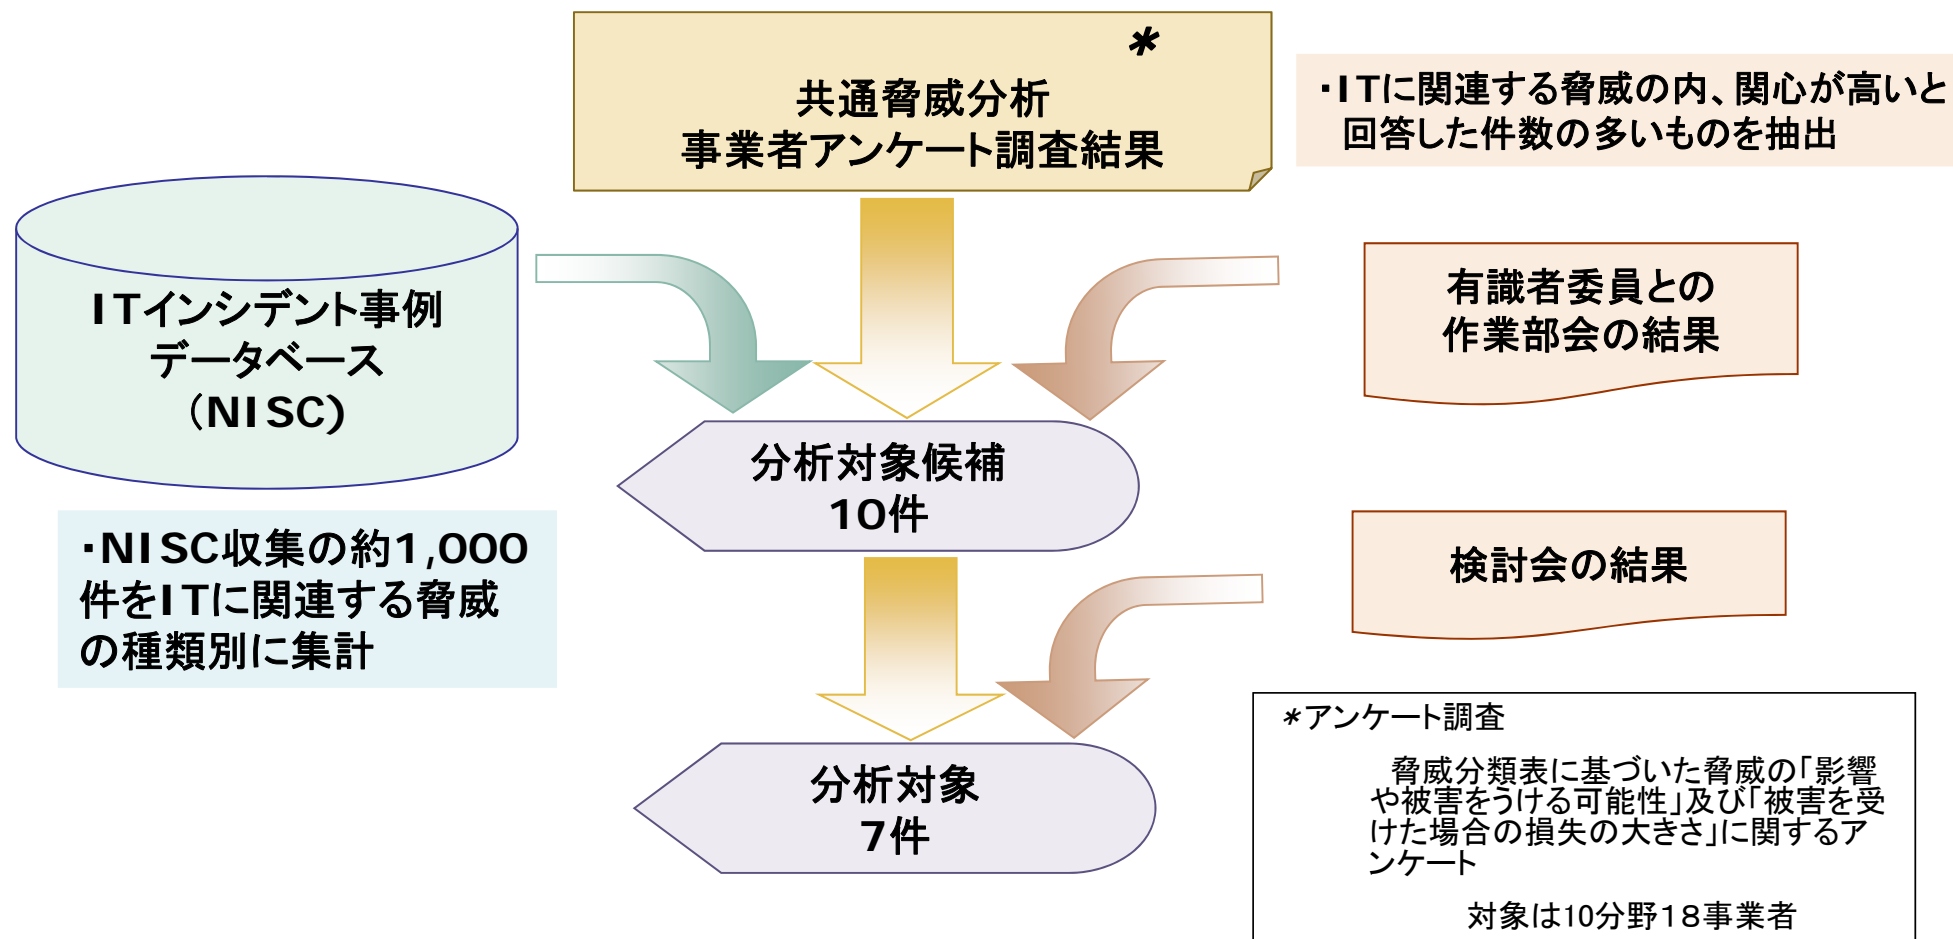 *
共通脅威分析
事業者アンケート調査結果
・ITに関連する脅威の内、関心が高いと
回答した件数の多いものを抽出
ITインシデント事例
データベース
（NISC)
有識者委員との
作業部会の結果
分析対象候補
10件
・NISC収集の約1,000
件をITに関連する脅威
の種類別に集計
検討会の結果
分析対象
7件
*アンケート調査
脅威分類表に基づいた脅威の「影響
や被害をうける可能性」及び「被害を受
けた場合の損失の大きさ」に関するア
ンケート
対象は10分野18事業者